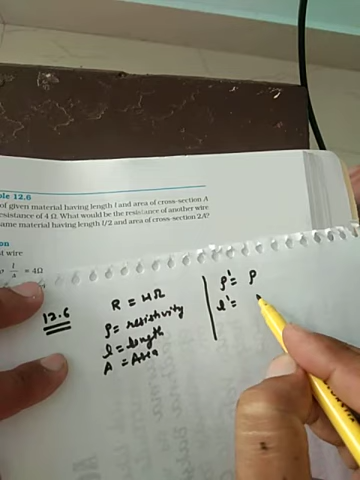 ple 12.6
of given material having length l and area of cross-section A
esistance of 4 Ω. What would be the resistance of another wire
ame material having length l/2 and area of cross-section 2A?
on
st wire
l/A = 4Ω
12.6
R = 4Ω
ρ = resistivity
l = length
A = Area
ρ' = ρ
l' =